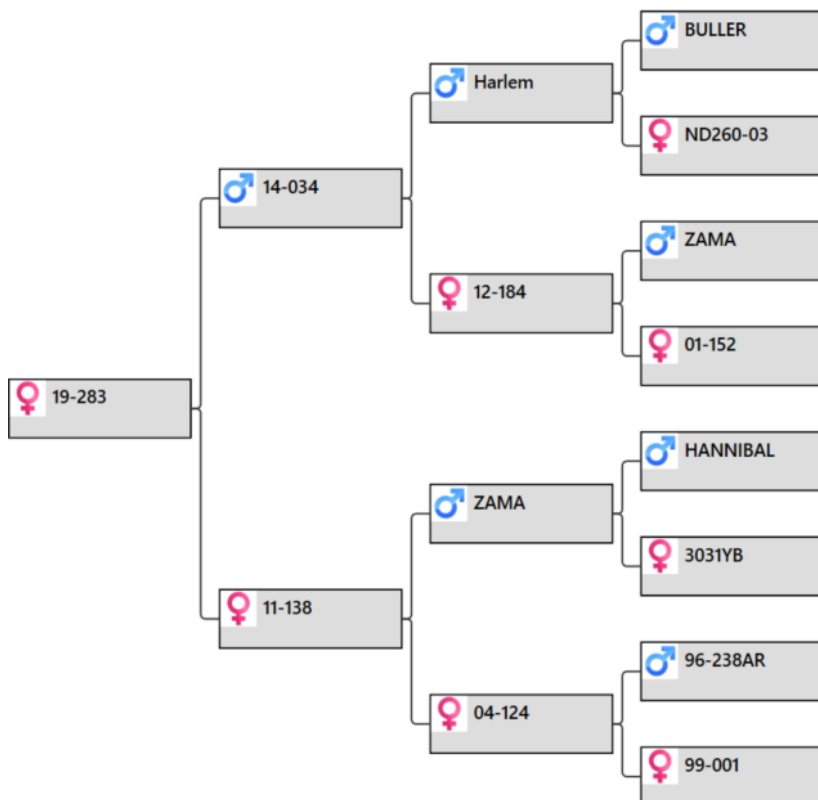 BULLER
Harlem
ND260-03
14-034
ZAMA
12-184
01-152
19-283
HANNIBAL
ZAMA
3031YB
11-138
96-238AR
04-124
99-001